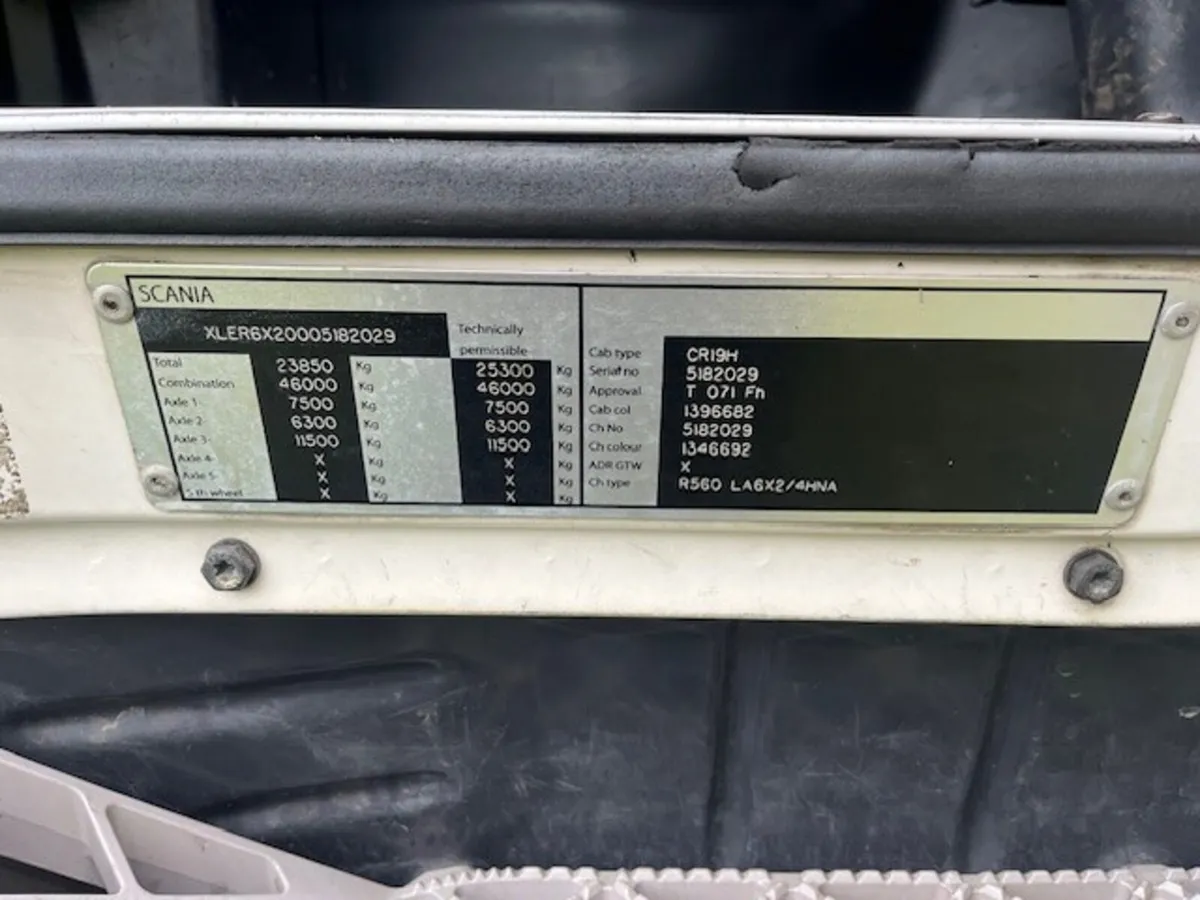 SCANIA
XLER6X20005182029
Technically
permissible
Total 23850 Kg 25300 Kg
Combination 46000 Kg 46000 Kg
Axle 1- 7500 Kg 7500 Kg
Axle 2- 6300 Kg 6300 Kg
Axle 3- 11500 Kg 11500 Kg
Axle 4- X Kg X Kg
Axle 5- X Kg X Kg
5 th wheel X Kg X Kg
Cab type CR19H
Serial no 5182029
Approval T 071 Fh
Cab col 1396682
Ch No 5182029
Ch colour 1346692
ADR GTW X
Ch type R560 LA6X2/4HNA